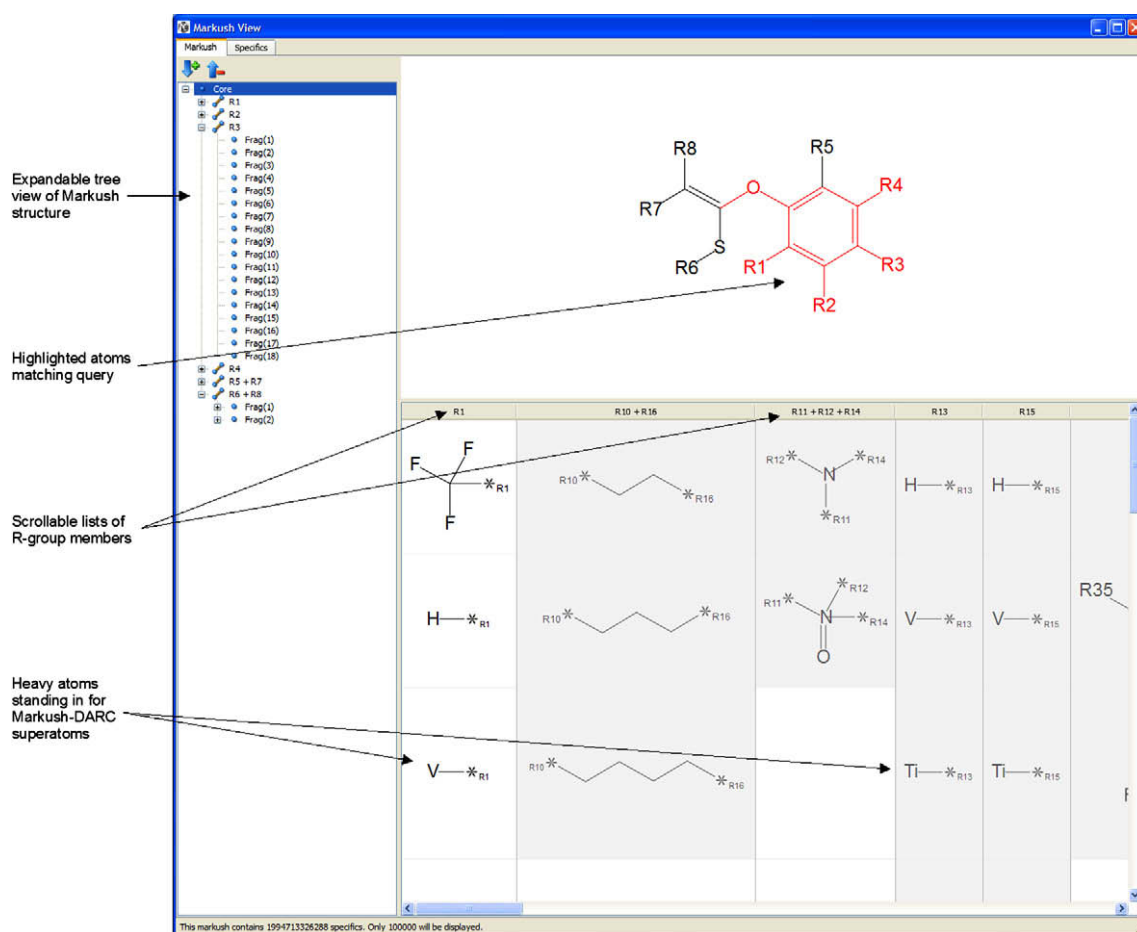 Markush View
Markush Specifics
Core
R1
R2
R3
Frag(1)
Frag(2)
Frag(3)
Frag(4)
Frag(5)
Frag(6)
Frag(7)
Frag(8)
Frag(9)
Frag(10)
Frag(11)
Frag(12)
Frag(13)
Frag(14)
Frag(15)
Frag(16)
Frag(17)
Frag(18)
R4
R5 + R7
R6 + R8
Frag(1)
Frag(2)
Expandable tree
view of Markush
structure
Highlighted atoms
matching query
Scrollable lists of
R-group members
Heavy atoms
standing in for
Markush-DARC
superatoms
R8 R5
O R4
R7
S
R6 R1 R3
R2
R1 R10 + R16 R11 + R12 + R14 R13 R15
F F F *R1
R10* *R16
R12* N *R14 *R11
H *R13
H *R15
H *R1
R10* *R16
R11* *R12 N *R14 O
V *R13
V *R15
R35
V *R1
R10* *R16
Ti *R13
Ti *R15
This markush contains 1994713326288 specifics. Only 100000 will be displayed.